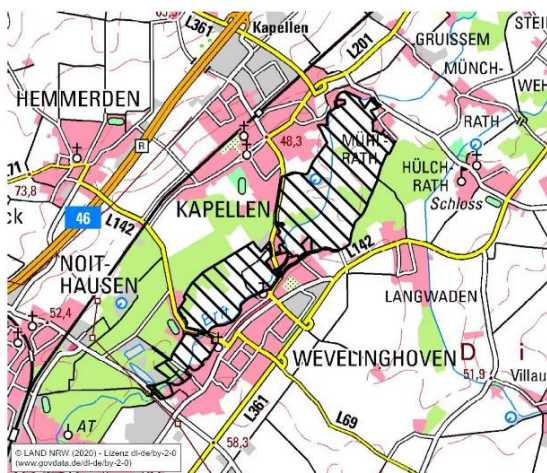 L361
Kapellen
L201
GRUISSEM
STEI
MÜNCH-
WEH
HEMMERDEN
R
48,3
MÜHL-
RATH
RATH
HÜLCH-
RATH
Schloss
71
73,8
ck
46
L142
KAPELLEN
NOIT-
HAUSEN
L142
52,4
Erft
LANGWADEN
WEVELINGHOVEN
D i
51,9
Villau
AT
L361
L69
58,3
© LAND NRW (2020) - Lizenz dl-de/by-2-0
(www.govdata.de/dl-de/by-2-0)